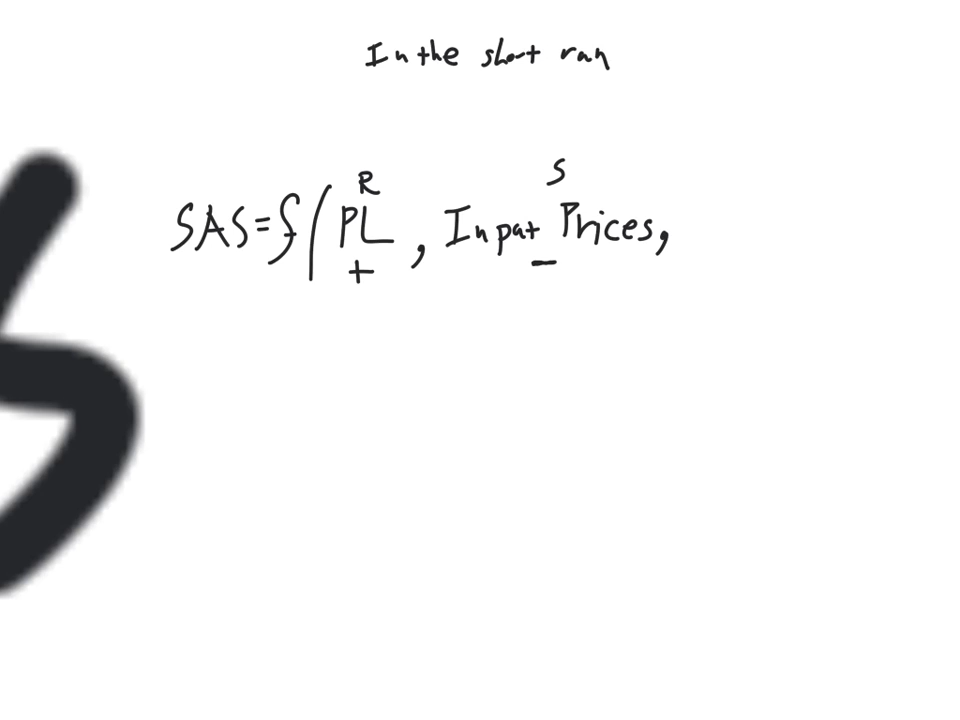 In the short run
R S
SAS = f ( PL , Input Prices,
+ -